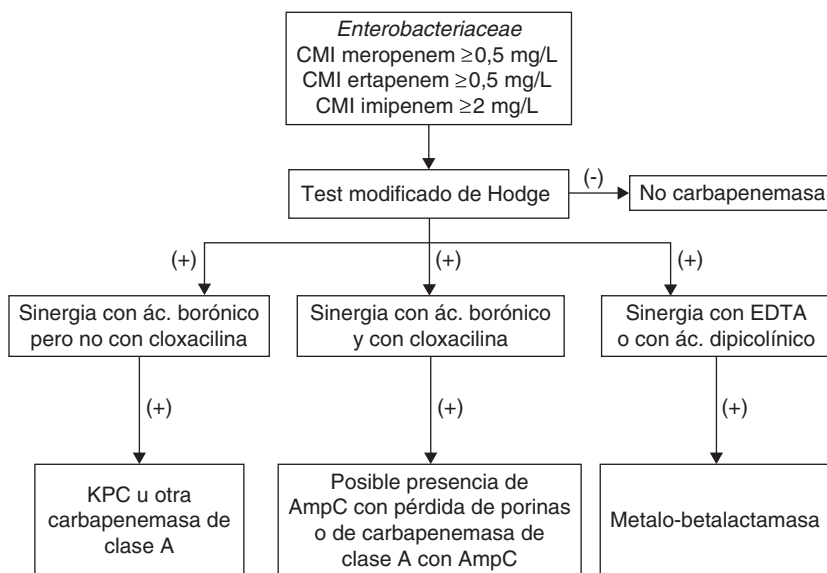 Enterobacteriaceae
CMI meropenem ≥0,5 mg/L
CMI ertapenem ≥0,5 mg/L
CMI imipenem ≥2 mg/L
Test modificado de Hodge
(-)
No carbapenemasa
(+)
(+)
(+)
Sinergia con ác. borónico
pero no con cloxacilina
Sinergia con ác. borónico
y con cloxacilina
Sinergia con EDTA
o con ác. dipicolínico
(+)
(+)
(+)
KPC u otra
carbapenemasa de
clase A
Posible presencia de
AmpC con pérdida de porinas
o de carbapenemasa de
clase A con AmpC
Metalo-betalactamasa